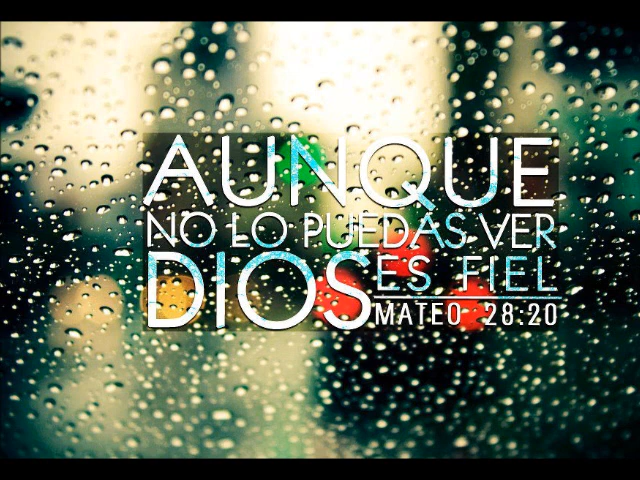 AUNQUE
NO LO PUEDAS VER
DIOS ES FIEL
MATEO 28:20